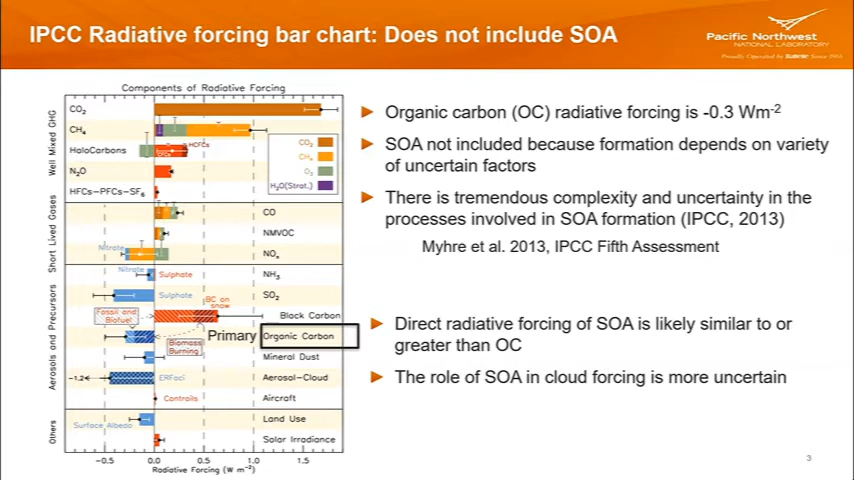 IPCC Radiative forcing bar chart: Does not include SOA
Pacific Northwest
NATIONAL LABORATORY
Proudly Operated by Battelle Since 1965
Components of Radiative Forcing
Well Mixed GHG
CO₂
CH₄
HaloCarbons
HCFCs
N₂O
HFCs–PFCs–SF₆
CO₂
CH₄
O₃
H₂O(Strat.)
Short Lived Gases
CO
NMVOC
Nitrate
NOₓ
Aerosols and Precursors
Nitrate
Sulphate
NH₃
Sulphate
SO₂
BC on
snow
Fossil and
Biofuel
Black Carbon
Primary
Organic Carbon
Biomass
Burning
Mineral Dust
-1.2
ERFaci
Aerosol-Cloud
Contrails
Aircraft
Others
Land Use
Surface Albedo
Solar Irradiance
-0.5
0.0
0.5
1.0
1.5
Radiative Forcing (W m⁻²)
Organic carbon (OC) radiative forcing is -0.3 Wm⁻²
SOA not included because formation depends on variety
of uncertain factors
There is tremendous complexity and uncertainty in the
processes involved in SOA formation (IPCC, 2013)
Myhre et al. 2013, IPCC Fifth Assessment
Direct radiative forcing of SOA is likely similar to or
greater than OC
The role of SOA in cloud forcing is more uncertain
3